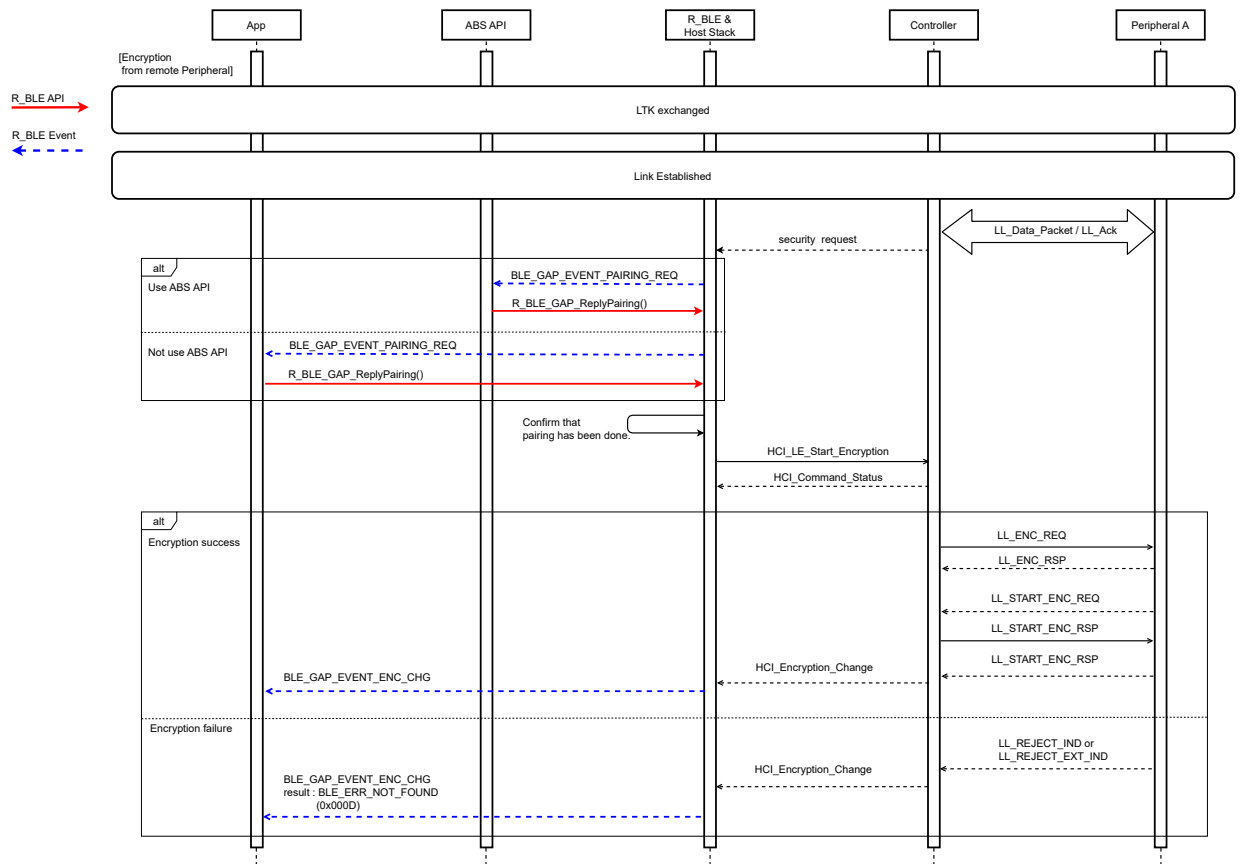 App
ABS API
R_BLE &
Host Stack
Controller
Peripheral A
[Encryption
from remote Peripheral]
R_BLE API
LTK exchanged
R_BLE Event
Link Established
LL_Data_Packet / LL_Ack
security request
alt
Use ABS API
BLE_GAP_EVENT_PAIRING_REQ
R_BLE_GAP_ReplyPairing()
Not use ABS API
BLE_GAP_EVENT_PAIRING_REQ
R_BLE_GAP_ReplyPairing()
Confirm that
pairing has been done.
HCI_LE_Start_Encryption
HCI_Command_Status
alt
Encryption success
LL_ENC_REQ
LL_ENC_RSP
LL_START_ENC_REQ
LL_START_ENC_RSP
LL_START_ENC_RSP
HCI_Encryption_Change
BLE_GAP_EVENT_ENC_CHG
Encryption failure
LL_REJECT_IND or
LL_REJECT_EXT_IND
HCI_Encryption_Change
BLE_GAP_EVENT_ENC_CHG
result : BLE_ERR_NOT_FOUND
(0x000D)